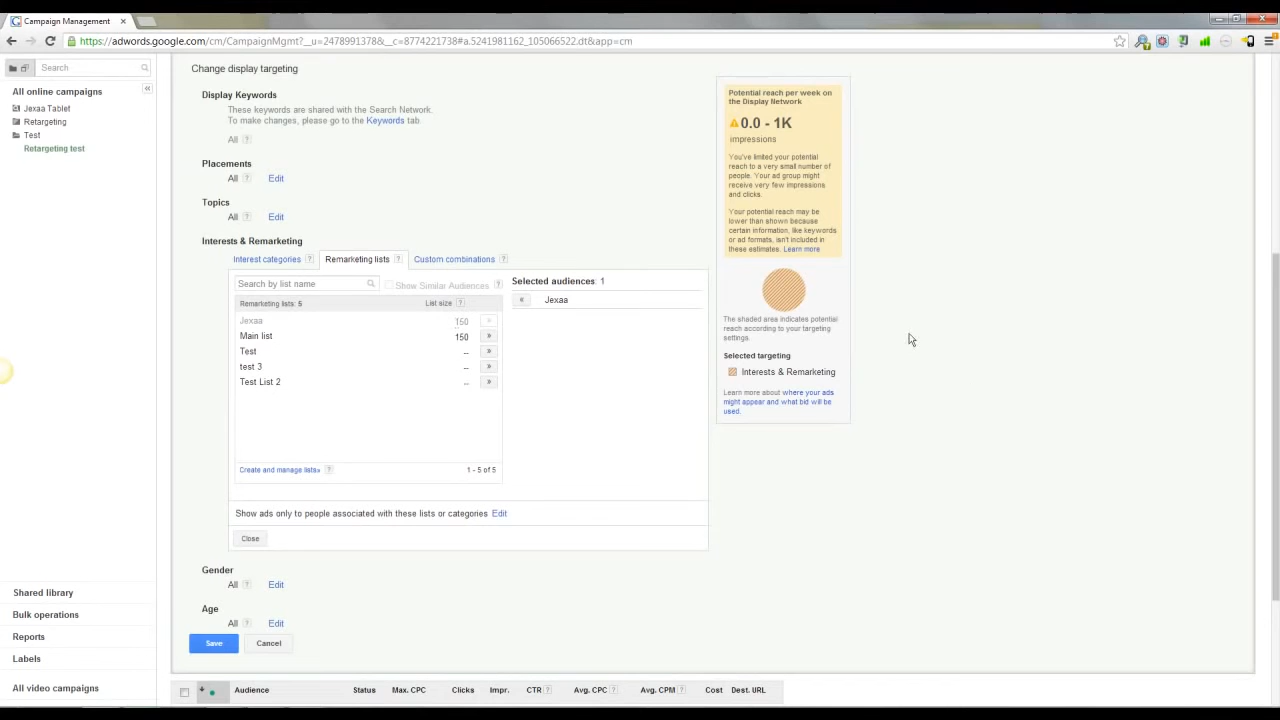 Campaign Management
https://adwords.google.com/cm/CampaignMgmt?__u=2478991378&__c=8774221738#a.5241981162_105066522.dt&app=cm
Search
All online campaigns
Jexaa Tablet
Retargeting
Test
Retargeting test
Shared library
Bulk operations
Reports
Labels
All video campaigns
Change display targeting
Display Keywords
These keywords are shared with the Search Network.
To make changes, please go to the Keywords tab.
All ?
Placements
All ? Edit
Topics
All ? Edit
Interests & Remarketing
Interest categories ? Remarketing lists ? Custom combinations ?
Search by list name Show Similar Audiences ? Selected audiences: 1
Remarketing lists: 5 List size ? « Jexaa
Jexaa 150 »
Main list 150 »
Test -- »
test 3 -- »
Test List 2 -- »
Create and manage lists» ? 1 - 5 of 5
Show ads only to people associated with these lists or categories Edit
Close
Gender
All ? Edit
Age
All ? Edit
Save Cancel
Potential reach per week on
the Display Network
0.0 - 1K
impressions
You've limited your potential
reach to a very small number of
people. Your ad group might
receive very few impressions
and clicks.
Your potential reach may be
lower than shown because
certain information, like keywords
or ad formats, isn't included in
these estimates. Learn more
The shaded area indicates potential
reach according to your targeting
settings.
Selected targeting
Interests & Remarketing
Learn more about where your ads
might appear and what bid will be
used.
Audience Status Max. CPC Clicks Impr. CTR ? Avg. CPC ? Avg. CPM ? Cost Dest. URL